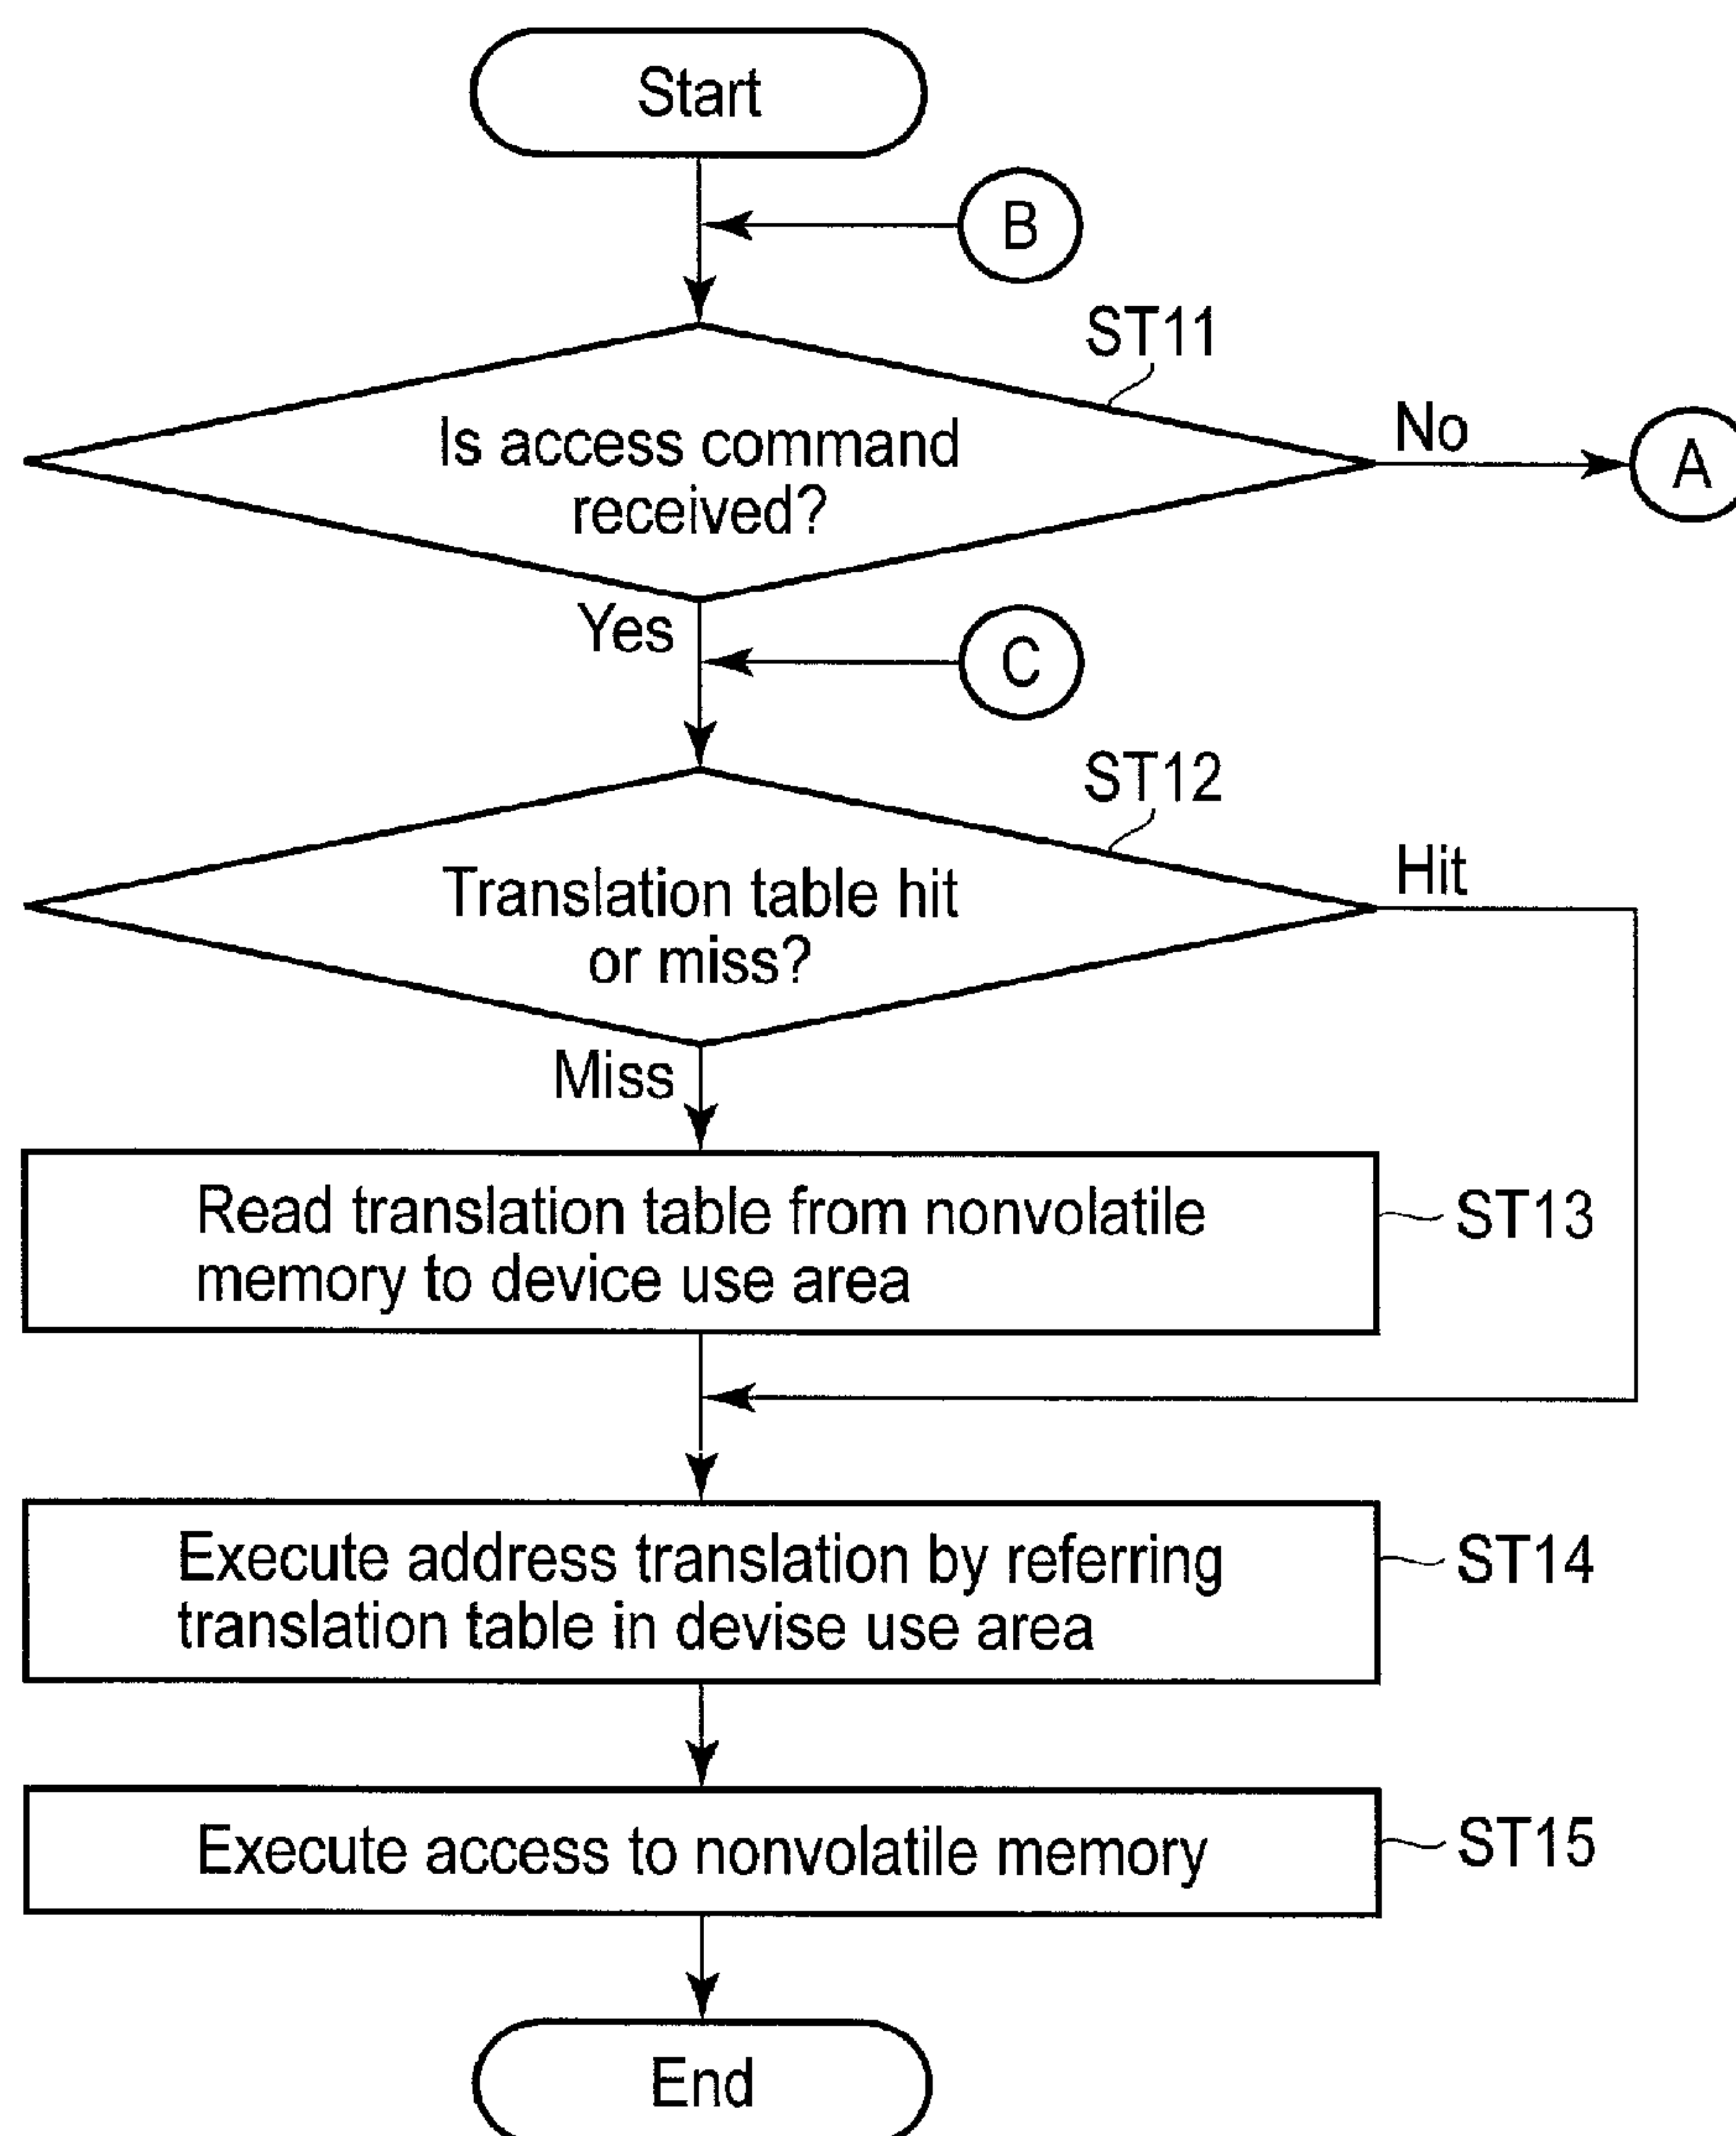 Start
B
ST11
Is access command
received?
No
A
Yes
C
ST12
Translation table hit
or miss?
Hit
Miss
Read translation table from nonvolatile
memory to device use area
ST13
Execute address translation by referring
translation table in devise use area
ST14
Execute access to nonvolatile memory
ST15
End